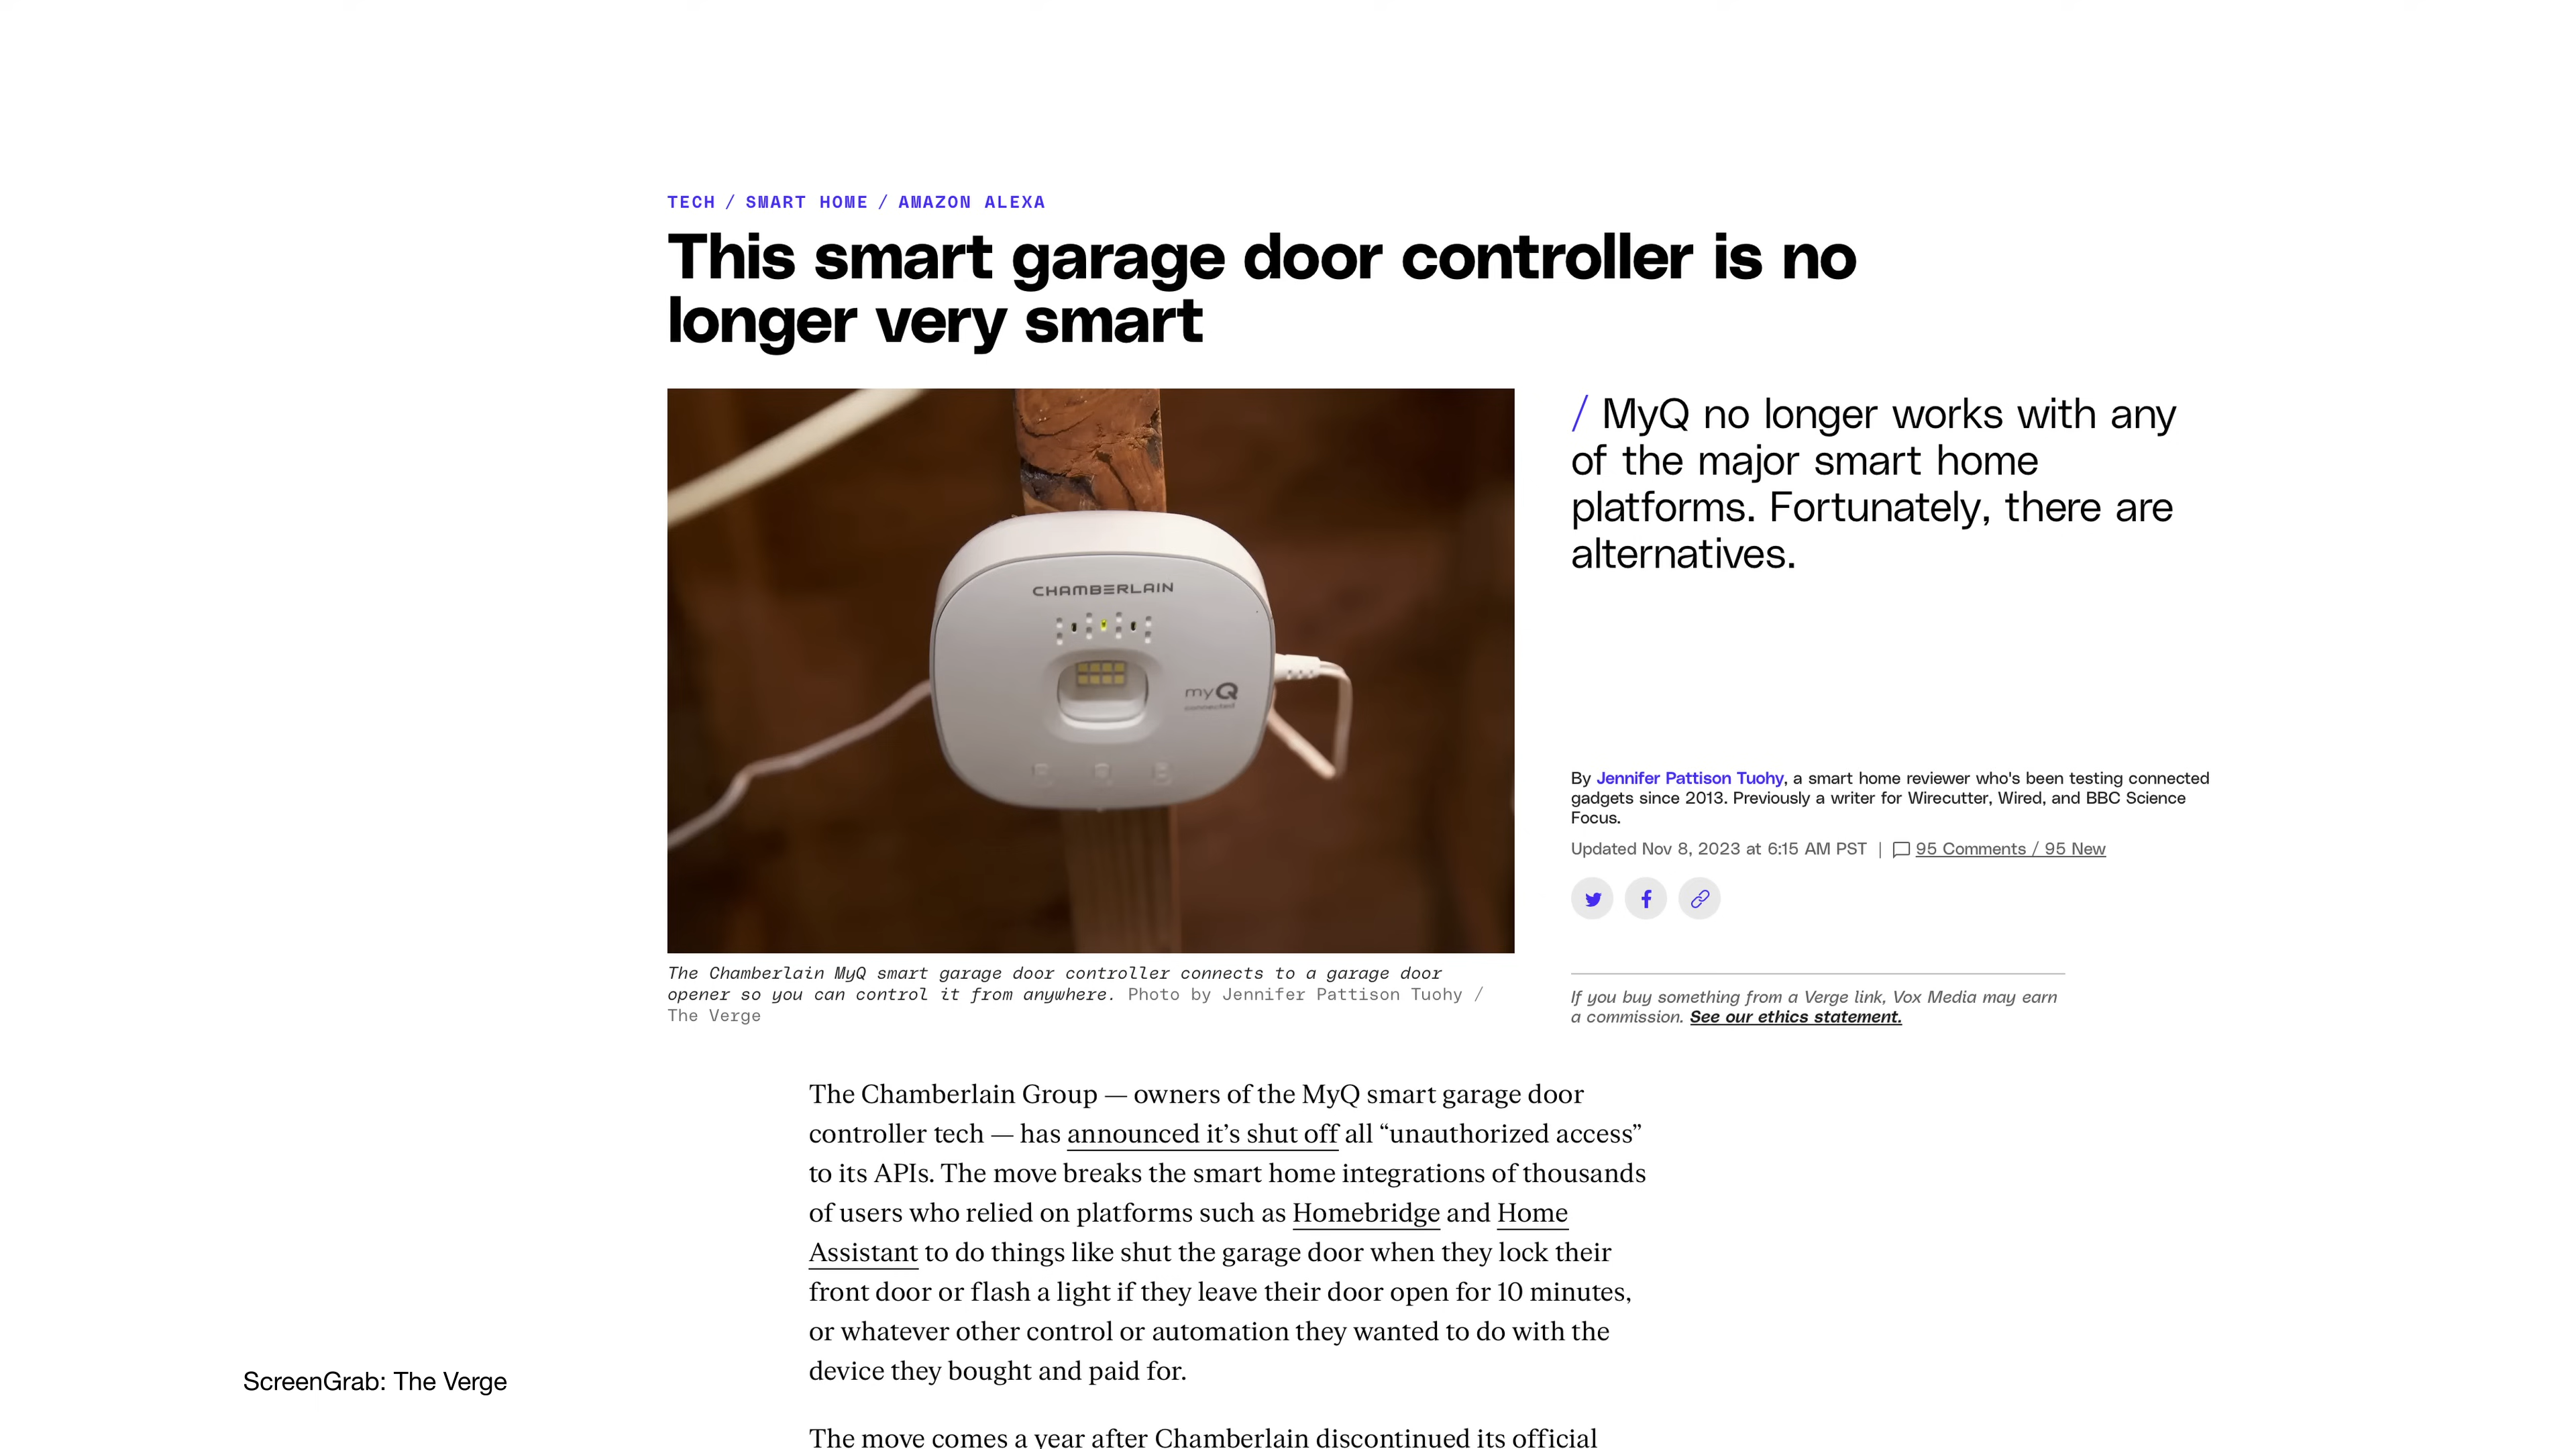 TECH / SMART HOME / AMAZON ALEXA
This smart garage door controller is no
longer very smart
CHAMBERLAIN
myQ
connected
/ MyQ no longer works with any
of the major smart home
platforms. Fortunately, there are
alternatives.
By Jennifer Pattison Tuohy, a smart home reviewer who's been testing connected
gadgets since 2013. Previously a writer for Wirecutter, Wired, and BBC Science
Focus.
Updated Nov 8, 2023 at 6:15 AM PST | 95 Comments / 95 New
The Chamberlain MyQ smart garage door controller connects to a garage door
opener so you can control it from anywhere. Photo by Jennifer Pattison Tuohy /
The Verge
If you buy something from a Verge link, Vox Media may earn
a commission. See our ethics statement.
The Chamberlain Group — owners of the MyQ smart garage door
controller tech — has announced it’s shut off all “unauthorized access”
to its APIs. The move breaks the smart home integrations of thousands
of users who relied on platforms such as Homebridge and Home
Assistant to do things like shut the garage door when they lock their
front door or flash a light if they leave their door open for 10 minutes,
or whatever other control or automation they wanted to do with the
device they bought and paid for.
The move comes a year after Chamberlain discontinued its official
ScreenGrab: The Verge